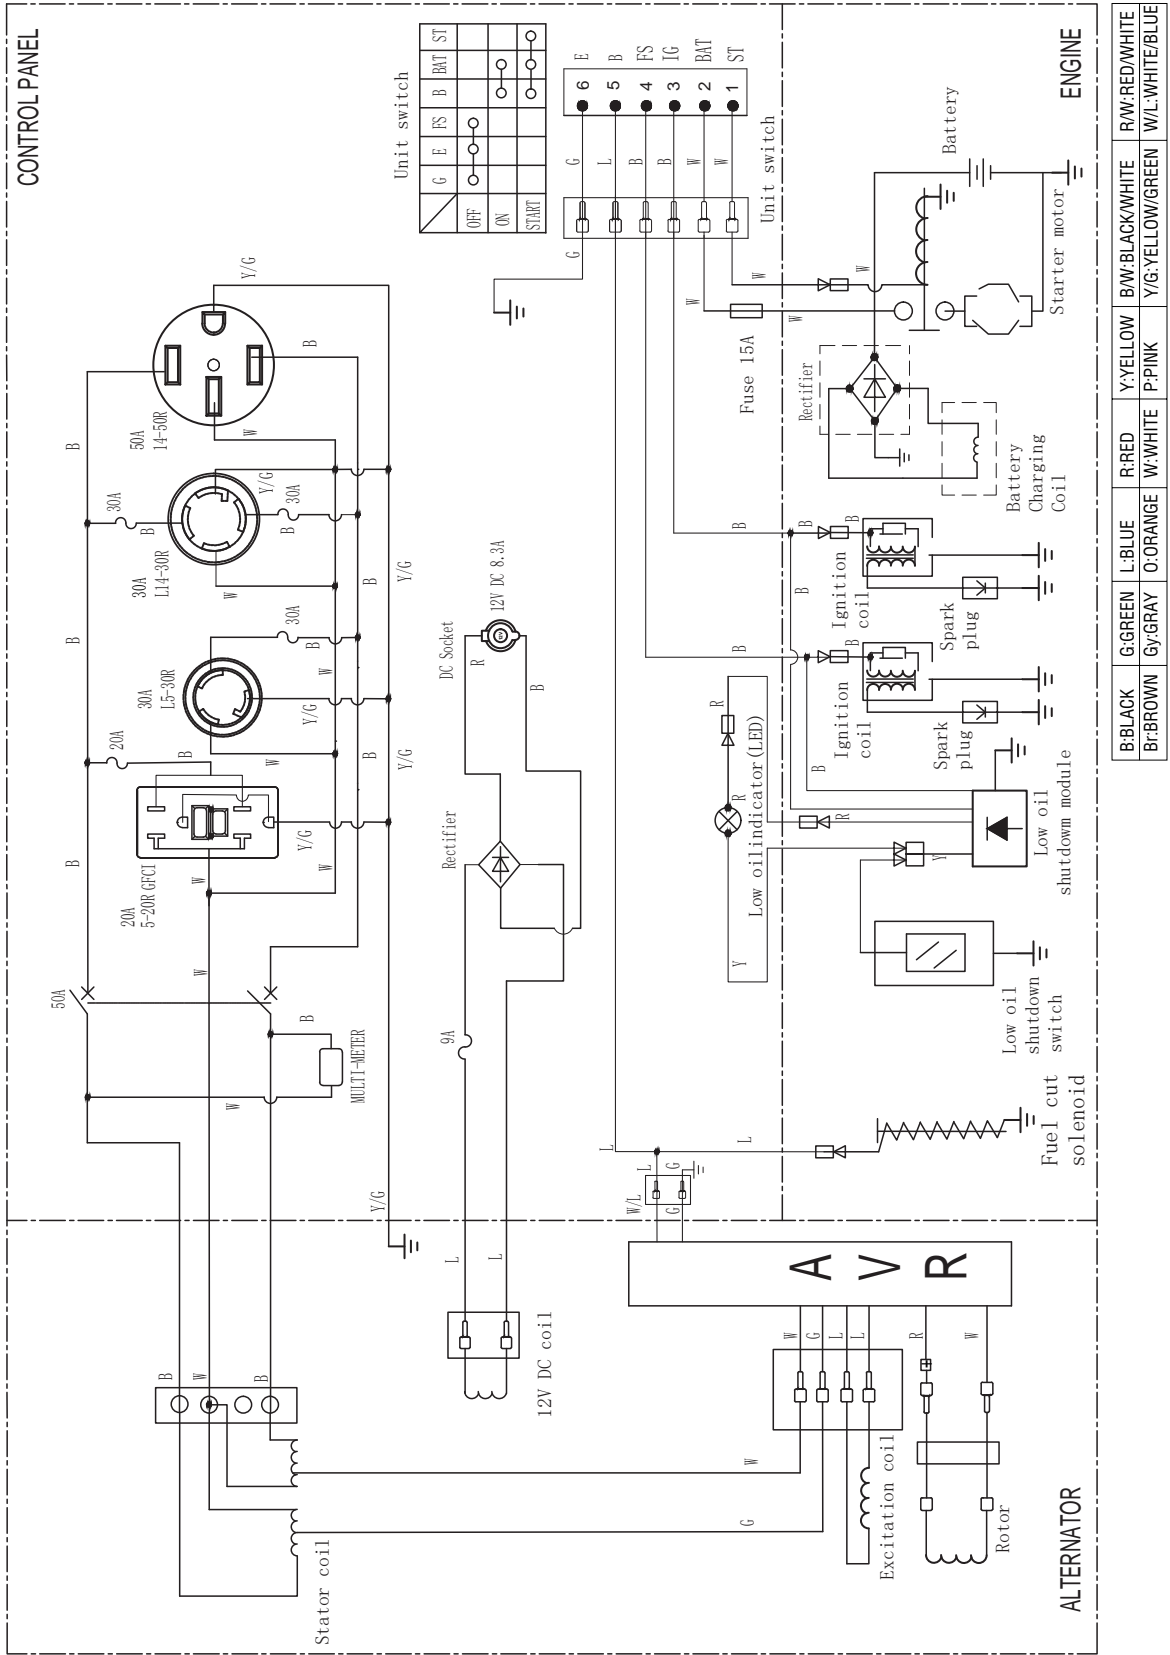 CONTROL PANEL
ENGINE
ALTERNATOR
Unit switch
G E FS B BAT ST
OFF
ON
START
6 E
5 B
4 FS
3 IG
2 BAT
1 ST
G
L
B
B
W
W
Unit switch
G
W
W
W
W
Fuse 15A
Battery
Starter motor
Rectifier
Battery
Charging
Coil
50A
14-50R
Y/G
B
W
B
30A
L14-30R
30A
B
Y/G
30A
B
W
B
Y/G
30A
L5-30R
30A
B
W
Y/G
W
B
Y/G
B
20A
5-20R GFCI
20A
B
Y/G
W
W
B
50A
W
B
MULTI-METER
W
Y/G
DC Socket
12V DC 8.3A
12V
R
B
Rectifier
9A
L
L
12V DC coil
B
B
B
B
Ignition
coil
Spark
plug
B
B
B
Ignition
coil
Spark
plug
R
R
Low oilindicator(LED)
Y
R
Y
Low oil
shutdowm module
Low oil
shutdown
switch
Fuel cut
solenoid
L
L
L
G
W/L
G
A V R
W
G
L
L
R
W
Excitation coil
Rotor
B
W
B
W
G
Stator coil
B:BLACK G:GREEN L:BLUE R:RED Y:YELLOW B/W:BLACK/WHITE R/W:RED/WHITE
Br:BROWN Gy:GRAY O:ORANGE W:WHITE P:PINK Y/G:YELLOW/GREEN W/L:WHITE/BLUE